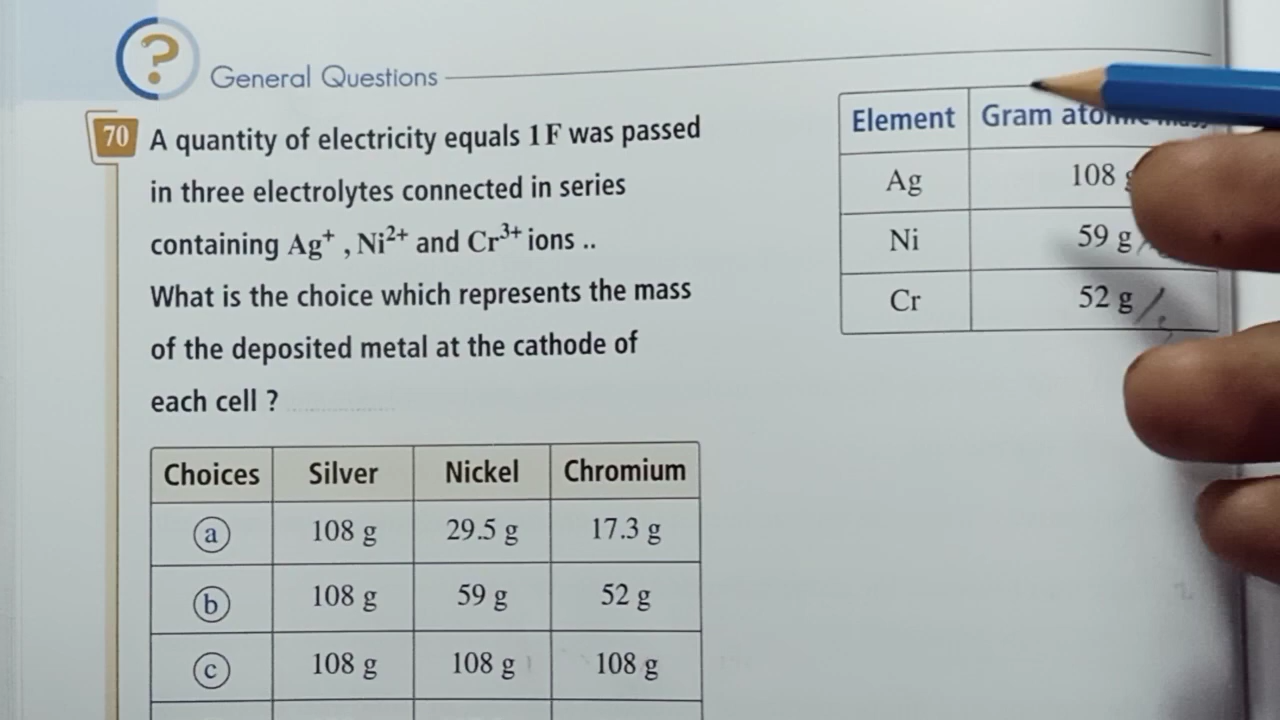 ?
General Questions
70 A quantity of electricity equals 1 F was passed
in three electrolytes connected in series
containing Ag⁺ , Ni²⁺ and Cr³⁺ ions ..
What is the choice which represents the mass
of the deposited metal at the cathode of
each cell ?
Element Gram atomic
Ag 108
Ni 59 g
Cr 52 g
Choices Silver Nickel Chromium
a 108 g 29.5 g 17.3 g
b 108 g 59 g 52 g
c 108 g 108 g 108 g